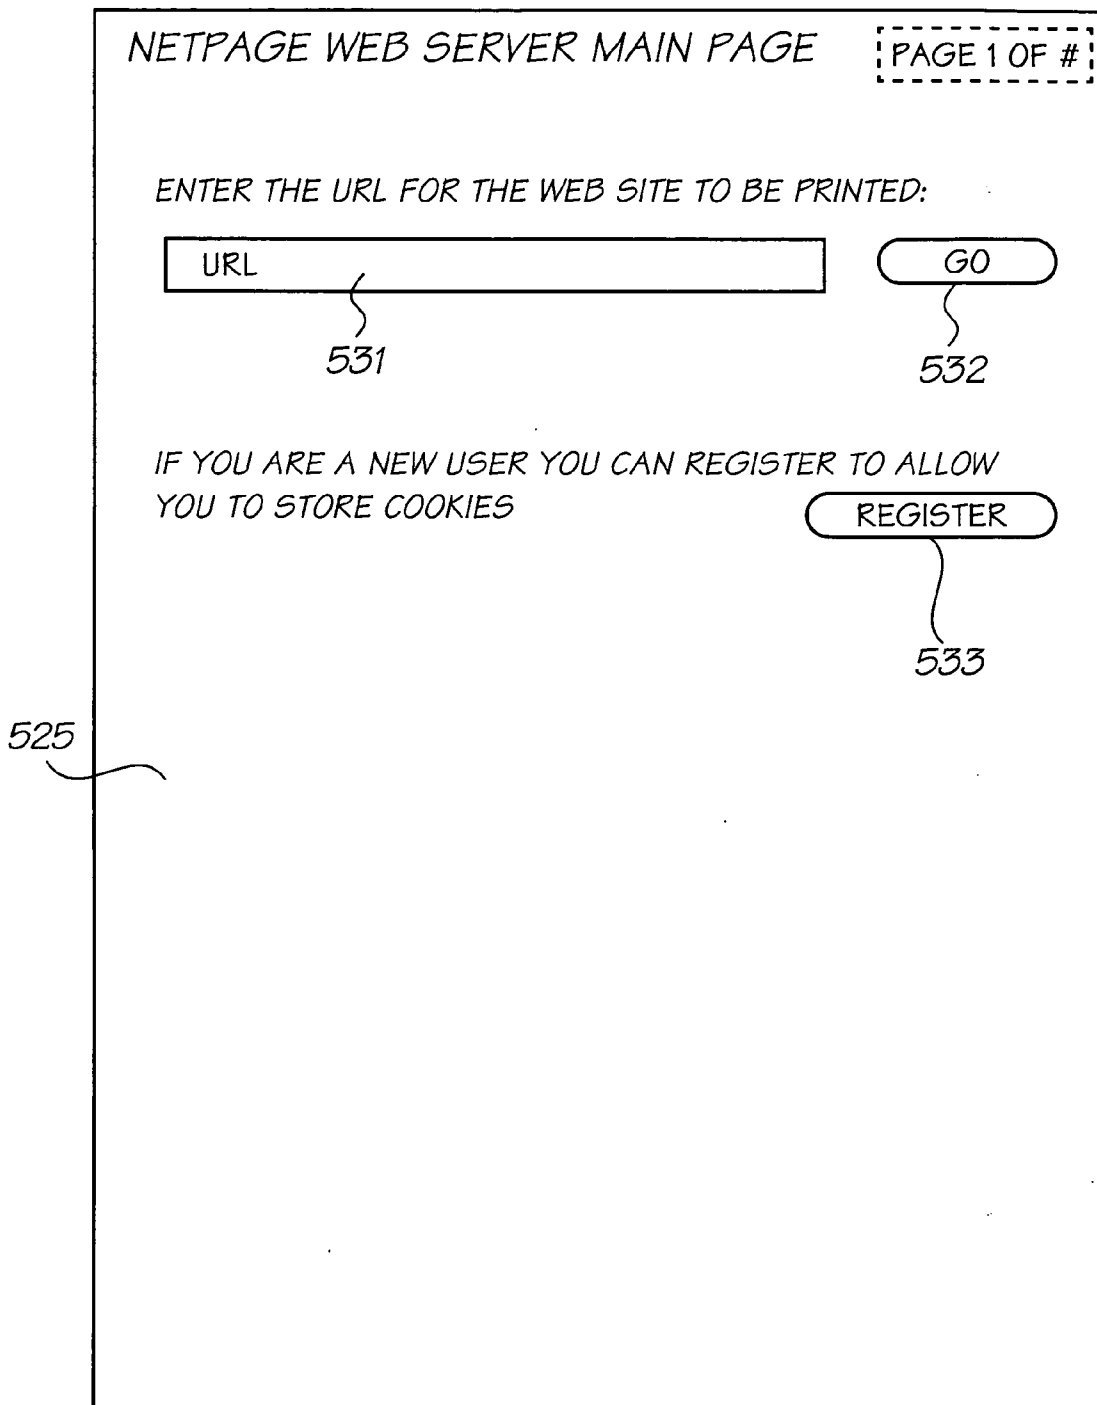 NETPAGE WEB SERVER MAIN PAGE
PAGE 1 OF #
ENTER THE URL FOR THE WEB SITE TO BE PRINTED:
URL
GO
531
532
IF YOU ARE A NEW USER YOU CAN REGISTER TO ALLOW
YOU TO STORE COOKIES
REGISTER
533
525